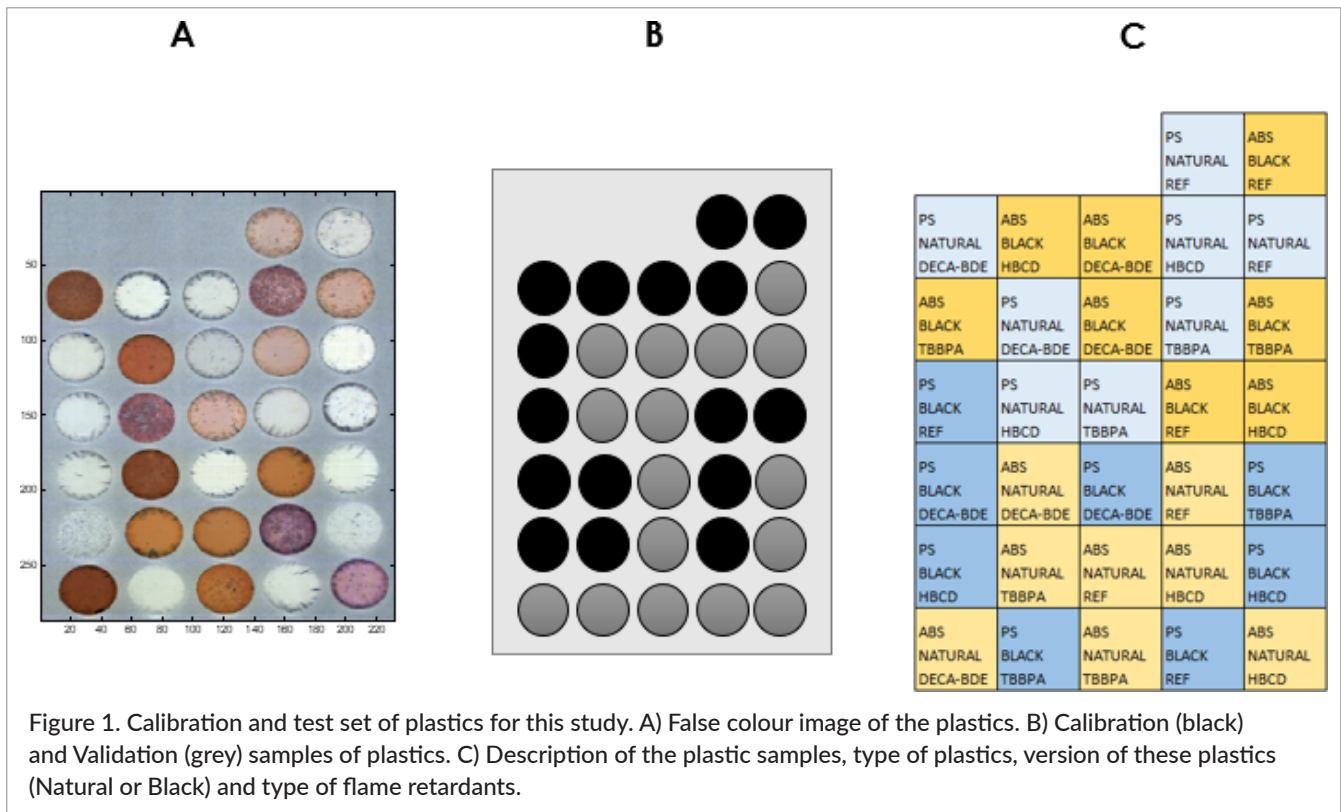 A
B
C
50
100
150
200
250
20 40 60 80 100 120 140 160 180 200 220
PS
NATURAL
REF
ABS
BLACK
REF
PS
NATURAL
DECA-BDE
ABS
BLACK
HBCD
ABS
BLACK
DECA-BDE
PS
NATURAL
HBCD
PS
NATURAL
REF
ABS
BLACK
TBBPA
PS
NATURAL
DECA-BDE
ABS
BLACK
DECA-BDE
PS
NATURAL
TBBPA
ABS
BLACK
TBBPA
PS
BLACK
REF
PS
NATURAL
HBCD
PS
NATURAL
TBBPA
ABS
BLACK
REF
ABS
BLACK
HBCD
PS
BLACK
DECA-BDE
ABS
NATURAL
DECA-BDE
PS
BLACK
DECA-BDE
ABS
NATURAL
REF
PS
BLACK
TBBPA
PS
BLACK
HBCD
ABS
NATURAL
TBBPA
ABS
NATURAL
REF
ABS
NATURAL
HBCD
PS
BLACK
HBCD
ABS
NATURAL
DECA-BDE
PS
BLACK
TBBPA
ABS
NATURAL
TBBPA
PS
BLACK
REF
ABS
NATURAL
HBCD
Figure 1. Calibration and test set of plastics for this study. A) False colour image of the plastics. B) Calibration (black)
and Validation (grey) samples of plastics. C) Description of the plastic samples, type of plastics, version of these plastics
(Natural or Black) and type of flame retardants.